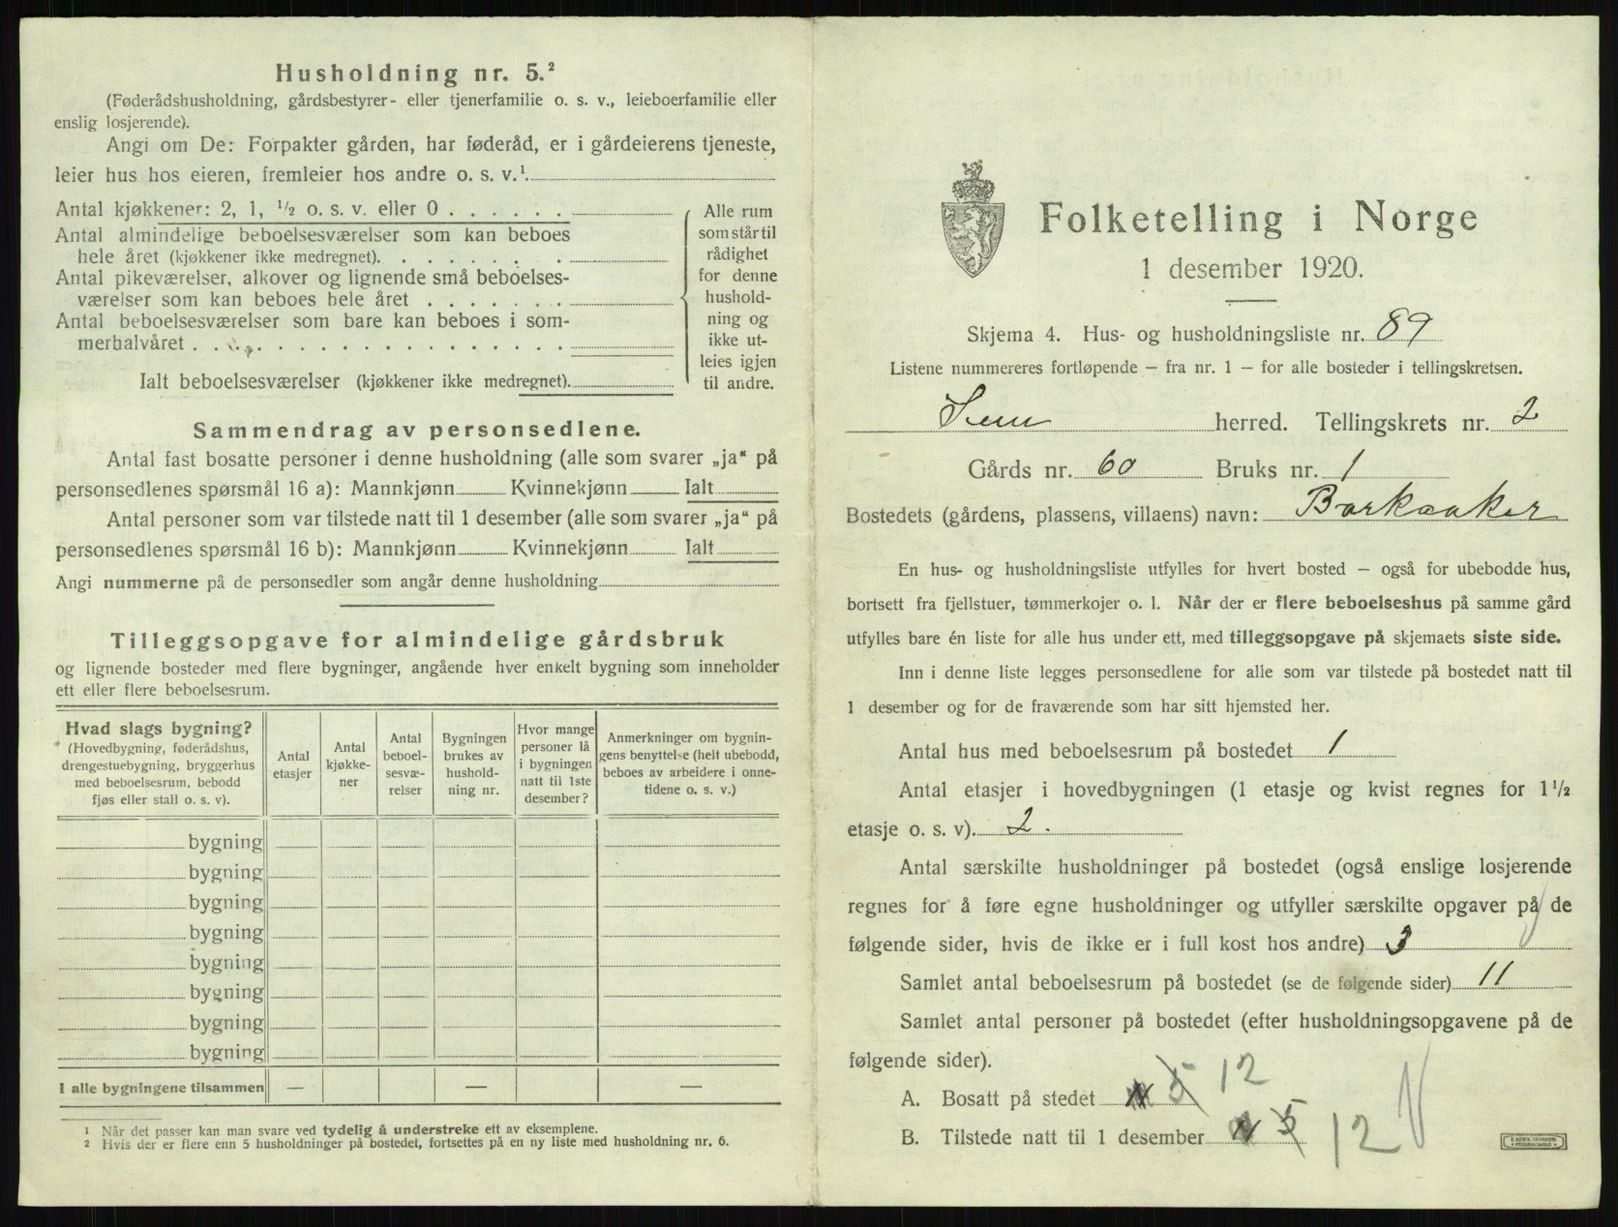 Husholdning nr. 5.²
(Føderådshusholdning, gårdsbestyrer- eller tjenerfamilie o. s. v., leieboerfamilie eller
enslig losjerende).
Angi om De: Forpakter gården, har føderåd, er i gårdeierens tjeneste,
leier hus hos eieren, fremleier hos andre o. s. v.¹
Antal kjøkkener: 2, 1, ¹/₂ o. s. v. eller 0 . . . . . .
Antal almindelige beboelsesværelser som kan beboes
hele året (kjøkkener ikke medregnet). . . . . . . .
Antal pikeværelser, alkover og lignende små beboelses-
værelser som kan beboes hele året . . . . . . .
Antal beboelsesværelser som bare kan beboes i som-
merhalvåret . . . . . . . . . . . . . . . . .
Ialt beboelsesværelser (kjøkkener ikke medregnet).
Alle rum
som står til
rådighet
for denne
hushold-
ning og
ikke ut-
leies igjen
til andre.
Sammendrag av personsedlene.
Antal fast bosatte personer i denne husholdning (alle som svarer „ja“ på
personsedlenes spørsmål 16 a): Mannkjønn Kvinnekjønn Ialt
Antal personer som var tilstede natt til 1 desember (alle som svarer „ja“ på
personsedlenes spørsmål 16 b): Mannkjønn Kvinnekjønn Ialt
Angi nummerne på de personsedler som angår denne husholdning
Tilleggsopgave for almindelige gårdsbruk
og lignende bosteder med flere bygninger, angående hver enkelt bygning som inneholder
ett eller flere beboelsesrum.
Hvad slags bygning?
(Hovedbygning, føderådshus,
drengestuebygning, bryggerhus
med beboelsesrum, bebodd
fjøs eller stall o. s. v.).
Antal
etasjer
Antal
kjøkke-
ner
Antal
beboel-
sesvæ-
relser
Bygningen
brukes av
hushold-
ning nr.
Hvor mange
personer lå
i bygningen
natt til 1ste
desember?
Anmerkninger om bygnin-
gens benyttelse (helt ubebodd,
beboes av arbeidere i onne-
tidene o. s. v.)
bygning
bygning
bygning
bygning
bygning
bygning
bygning
bygning
I alle bygningene tilsammen — — —
¹ Når det passer kan man svare ved tydelig å understreke ett av eksemplene.
² Hvis der er flere enn 5 husholdninger på bostedet, fortsettes på en ny liste med husholdning nr. 6.
Folketelling i Norge
1 desember 1920.
Skjema 4. Hus- og husholdningsliste nr. 89
Listene nummereres fortløpende — fra nr. 1 — for alle bosteder i tellingskretsen.
Sem herred. Tellingskrets nr. 2
Gårds nr. 60 Bruks nr. 1
Bostedets (gårdens, plassens, villaens) navn: Barkaaker
En hus- og husholdningsliste utfylles for hvert bosted — også for ubebodde hus,
bortsett fra fjellstuer, tømmerkojer o. l. Når der er flere beboelseshus på samme gård
utfylles bare én liste for alle hus under ett, med tilleggsopgave på skjemaets siste side.
Inn i denne liste legges personsedlene for alle som var tilstede på bostedet natt til
1 desember og for de fraværende som har sitt hjemsted her.
Antal hus med beboelsesrum på bostedet 1
Antal etasjer i hovedbygningen (1 etasje og kvist regnes for 1¹/₂
etasje o. s. v). 2.
Antal særskilte husholdninger på bostedet (også enslige losjerende
regnes for å føre egne husholdninger og utfyller særskilte opgaver på de
følgende sider, hvis de ikke er i full kost hos andre) 3
Samlet antal beboelsesrum på bostedet (se de følgende sider) 11
Samlet antal personer på bostedet (efter husholdningsopgavene på de
følgende sider).
A. Bosatt på stedet 5 12
B. Tilstede natt til 1 desember 5 12